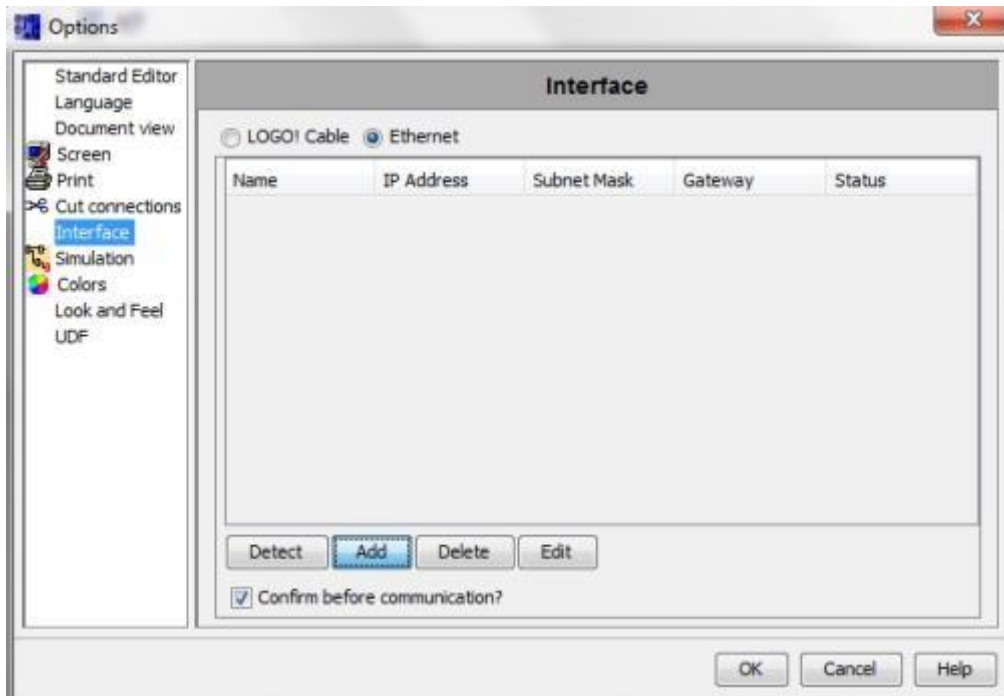 Options
Standard Editor
Language
Document view
Screen
Print
Cut connections
Interface
Simulation
Colors
Look and Feel
UDF
Interface
LOGO! Cable Ethernet
Name IP Address Subnet Mask Gateway Status
Detect Add Delete Edit
Confirm before communication?
OK Cancel Help